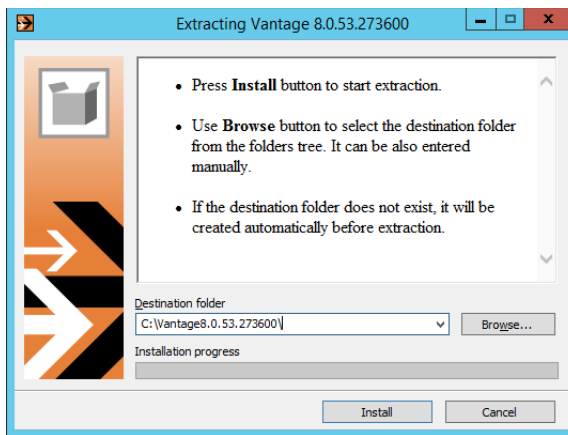 Extracting Vantage 8.0.53.273600
• Press Install button to start extraction.
• Use Browse button to select the destination folder
from the folders tree. It can be also entered
manually.
• If the destination folder does not exist, it will be
created automatically before extraction.
Destination folder
C:\Vantage8.0.53.273600\
Browse...
Installation progress
Install
Cancel